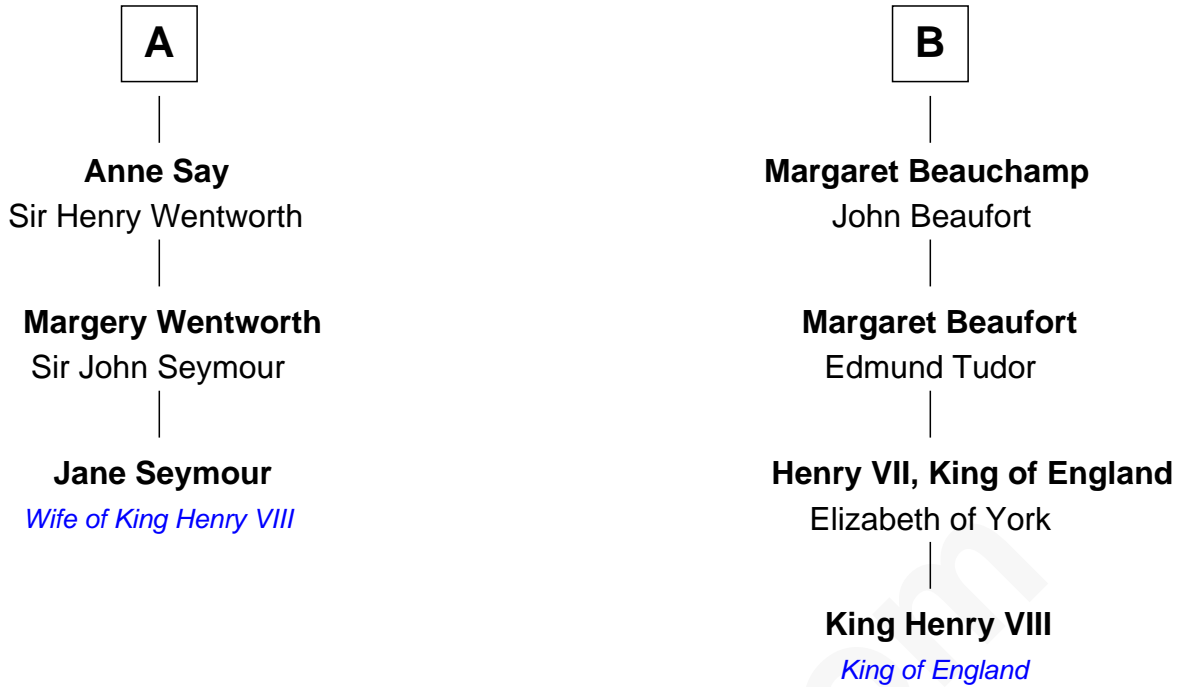 A
Anne Say
Sir Henry Wentworth
Margery Wentworth
Sir John Seymour
Jane Seymour
Wife of King Henry VIII
B
Margaret Beauchamp
John Beaufort
Margaret Beaufort
Edmund Tudor
Henry VII, King of England
Elizabeth of York
King Henry VIII
King of England